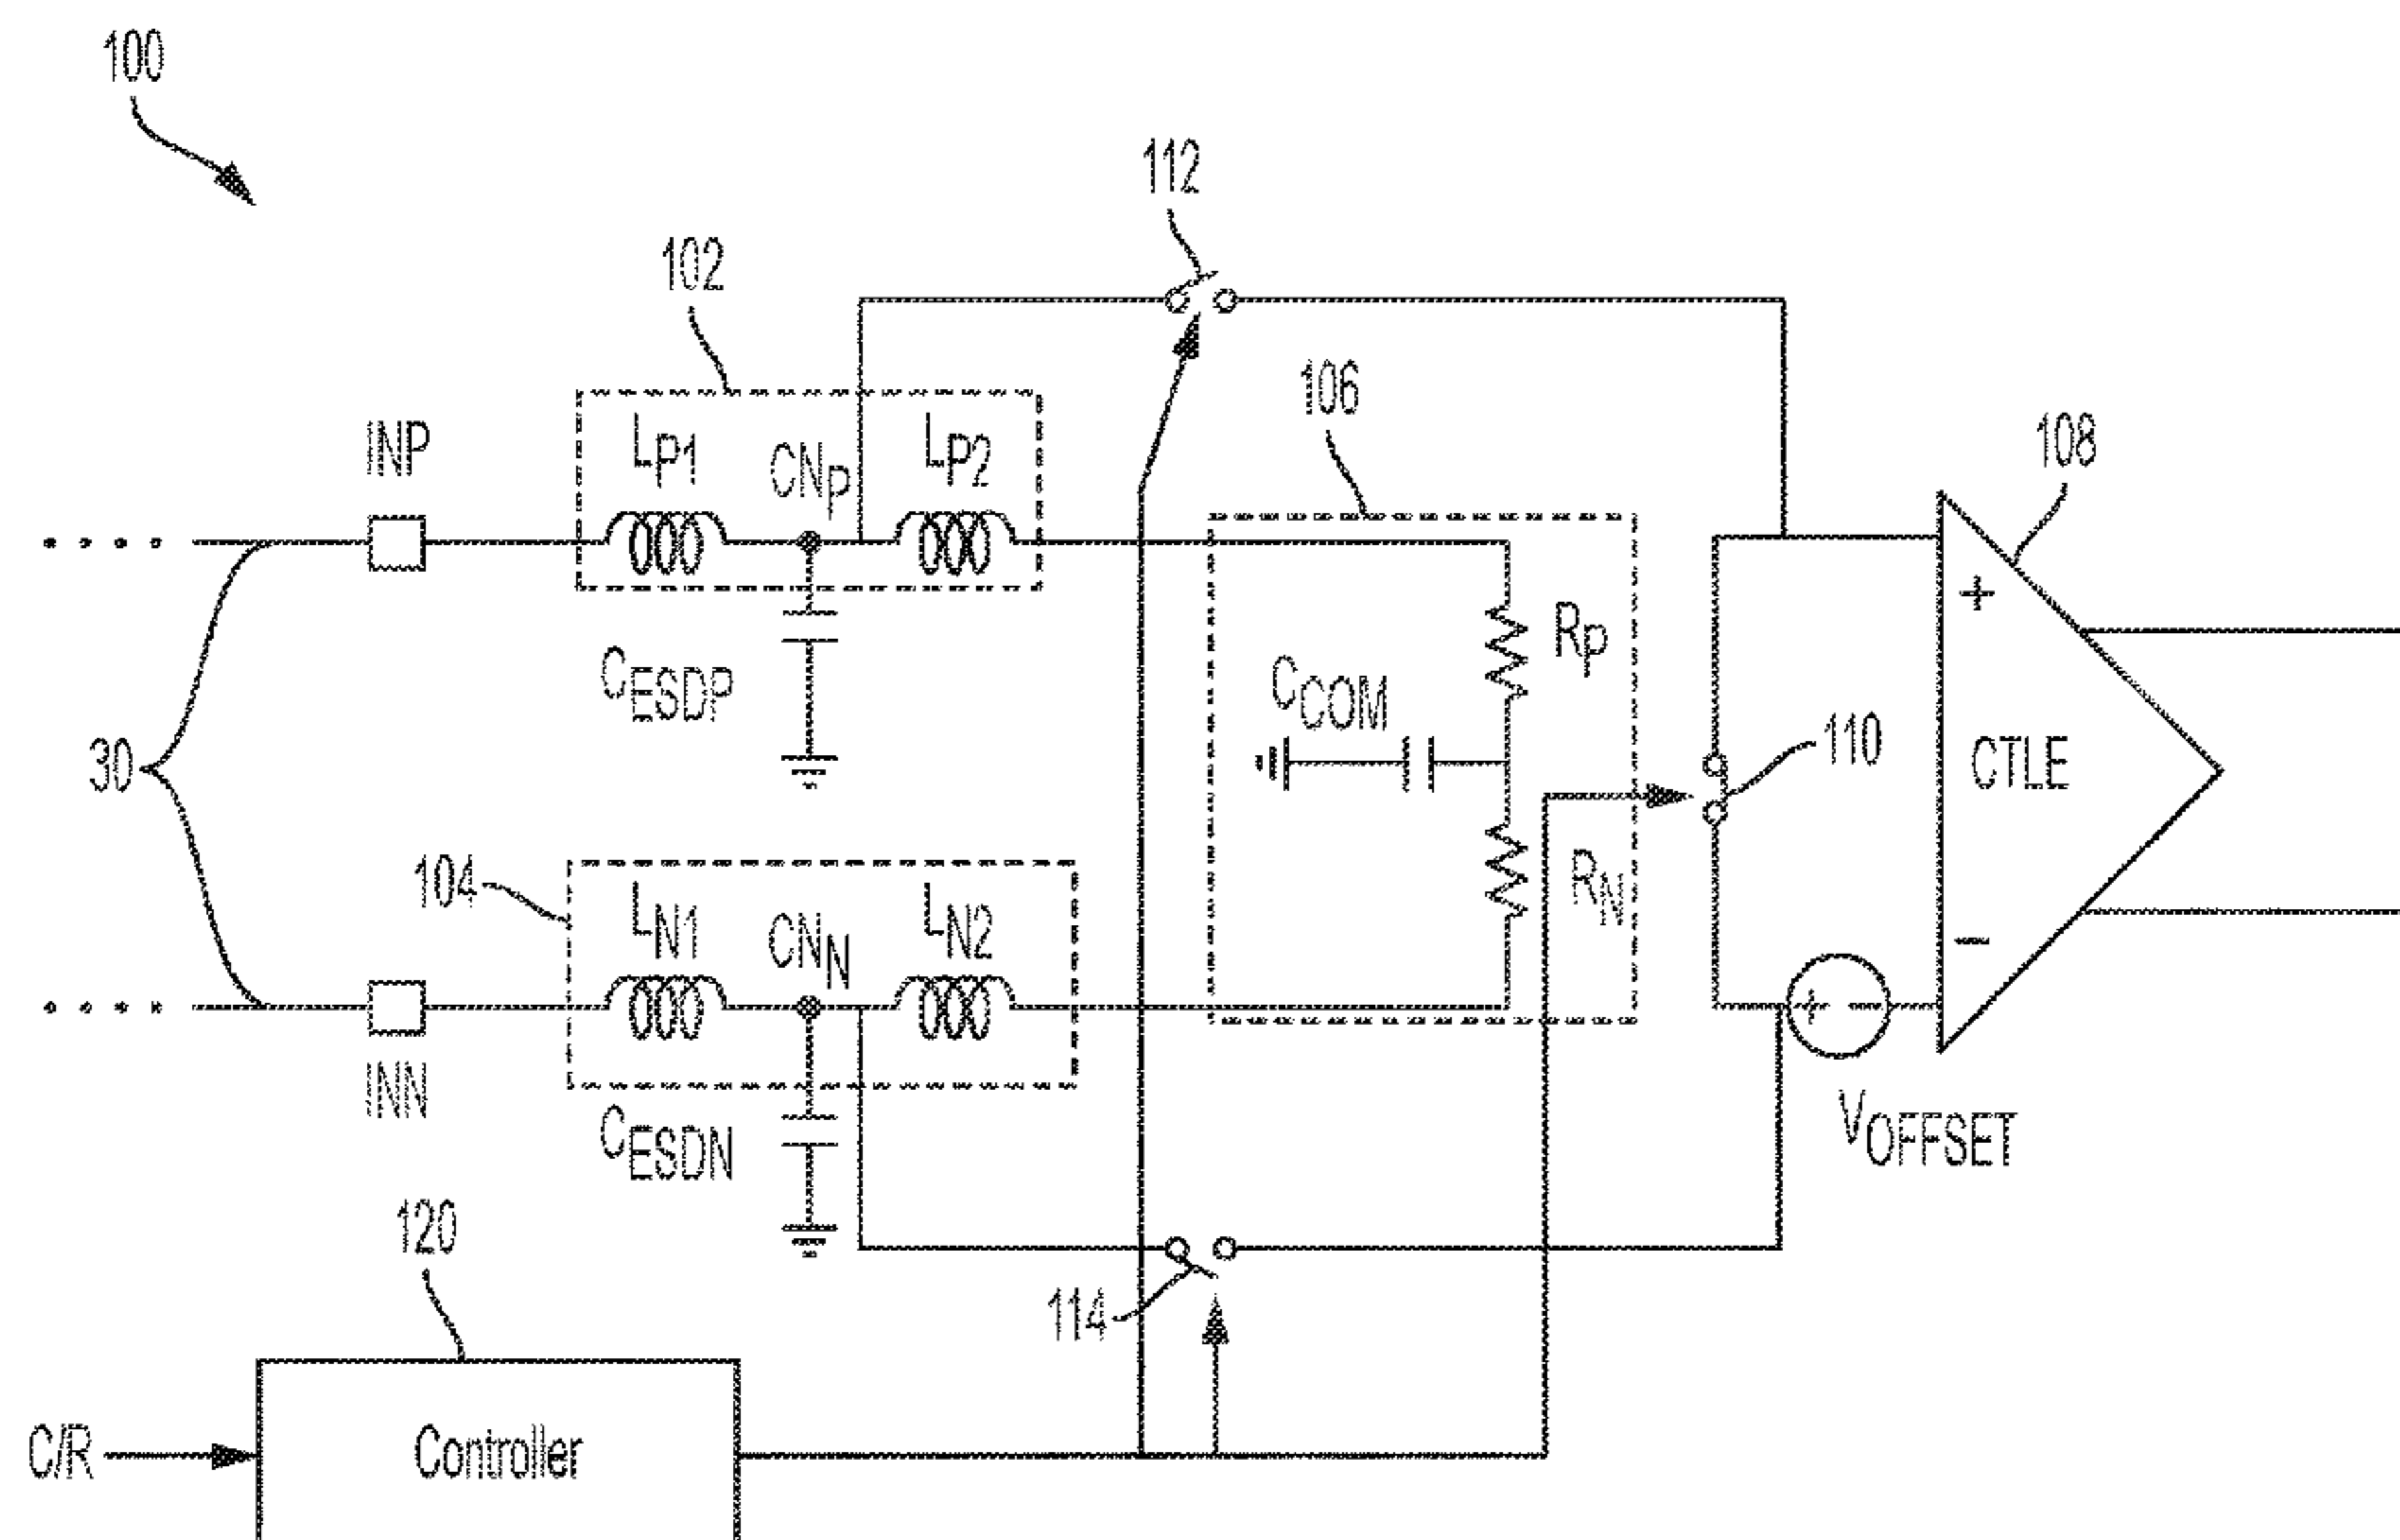 100
112
102
106
108
INP
LP1
CNP
LP2
+
RP
CESDP
CCOM
30
110
CTLE
104
LN1
CNN
LN2
RN
−
+ −
INN
CESDN
VOFFSET
120
114
C/R
Controller